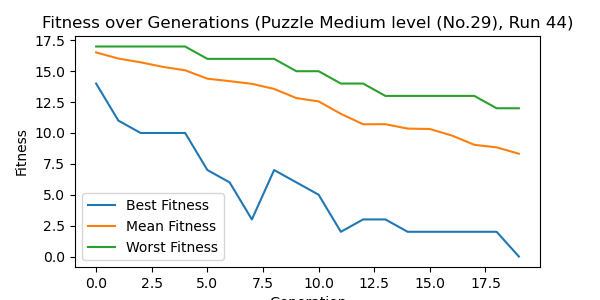 Fitness over Generations (Puzzle Medium level (No.29), Run 44)
17.5
15.0
12.5
10.0
7.5
5.0
2.5
0.0
Fitness
Best Fitness
Mean Fitness
Worst Fitness
0.0 2.5 5.0 7.5 10.0 12.5 15.0 17.5
Generation